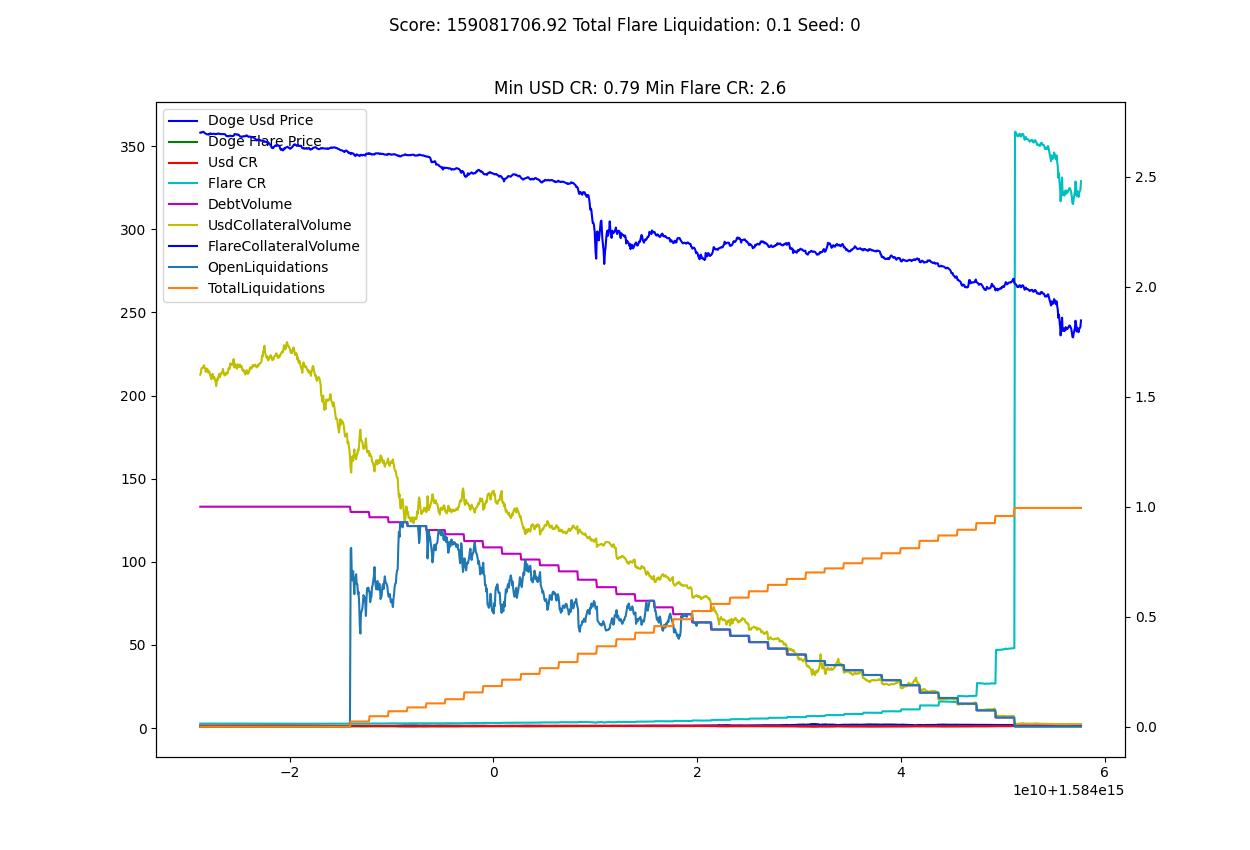 Score: 159081706.92 Total Flare Liquidation: 0.1 Seed: 0
Min USD CR: 0.79 Min Flare CR: 2.6
Doge Usd Price
Doge Flare Price
Usd CR
Flare CR
DebtVolume
UsdCollateralVolume
FlareCollateralVolume
OpenLiquidations
TotalLiquidations
350
300
250
200
150
100
50
0
2.5
2.0
1.5
1.0
0.5
0.0
−2 0 2 4 6
1e10+1.584e15